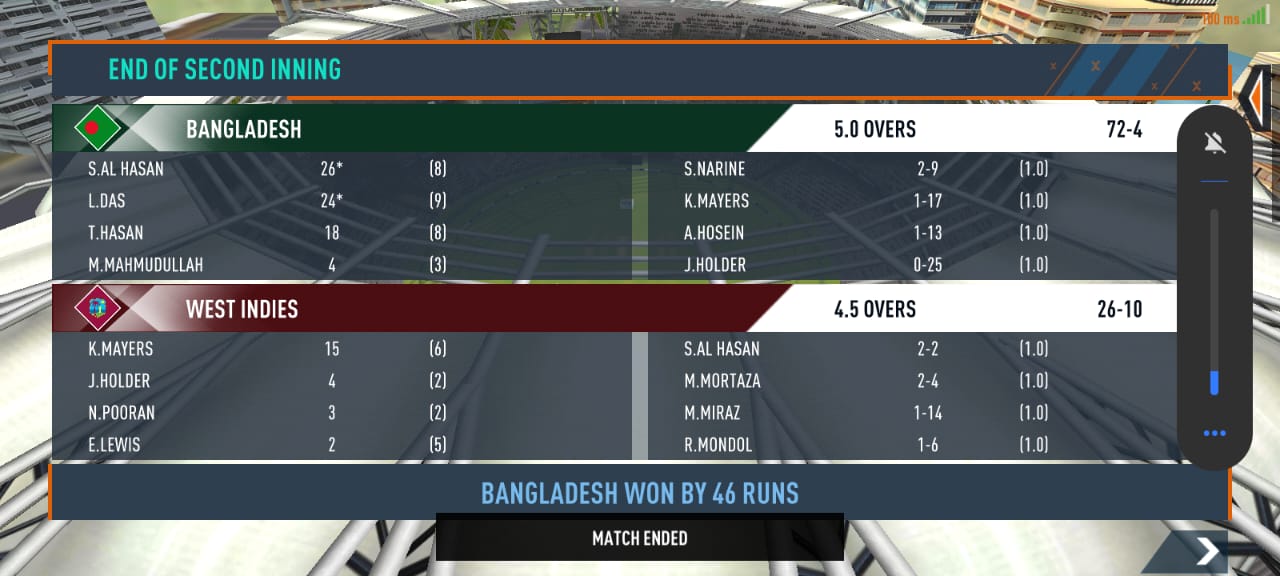 100 ms
END OF SECOND INNING
BANGLADESH 5.0 OVERS 72-4
S.AL HASAN 26* (8) S.NARINE 2-9 (1.0)
L.DAS 24* (9) K.MAYERS 1-17 (1.0)
T.HASAN 18 (8) A.HOSEIN 1-13 (1.0)
M.MAHMUDULLAH 4 (3) J.HOLDER 0-25 (1.0)
WEST INDIES 4.5 OVERS 26-10
K.MAYERS 15 (6) S.AL HASAN 2-2 (1.0)
J.HOLDER 4 (2) M.MORTAZA 2-4 (1.0)
N.POORAN 3 (2) M.MIRAZ 1-14 (1.0)
E.LEWIS 2 (5) R.MONDOL 1-6 (1.0)
BANGLADESH WON BY 46 RUNS
MATCH ENDED